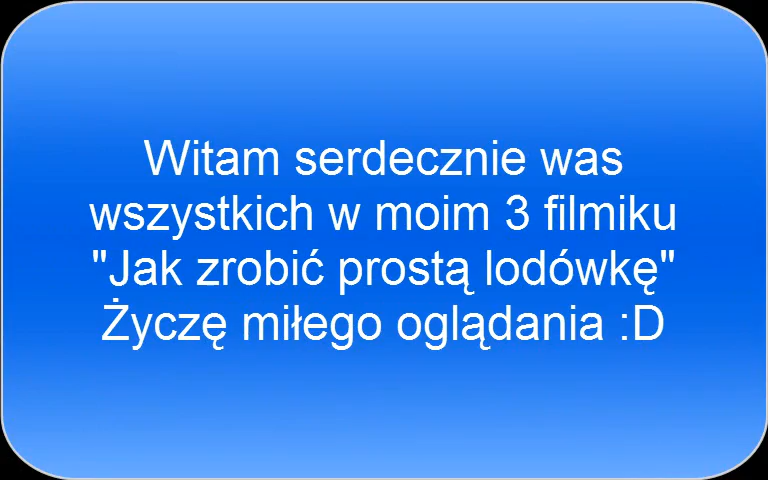 Witam serdecznie was
wszystkich w moim 3 filmiku
"Jak zrobić prostą lodówkę"
Życzę miłego oglądania :D